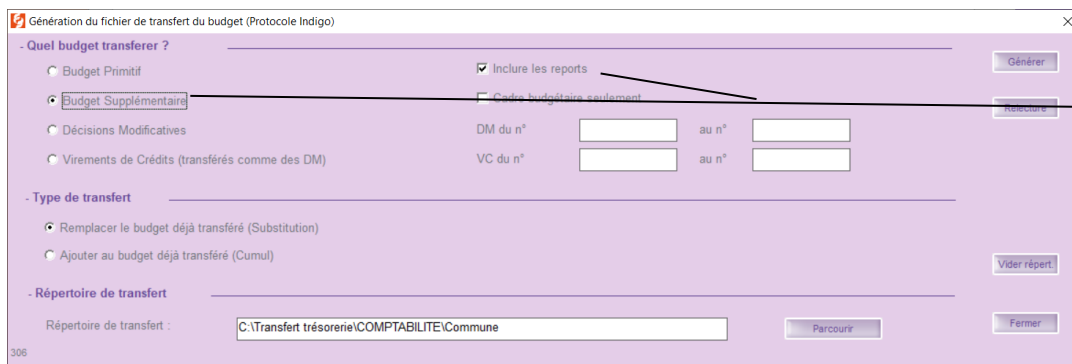 Génération du fichier de transfert du budget (Protocole Indigo)
- Quel budget transferer ?
Budget Primitif
Inclure les reports
Générer
Budget Supplémentaire
Cadre budgétaire seulement
Relecture
Décisions Modificatives
DM du n° au n°
Virements de Crédits (transférés comme des DM)
VC du n° au n°
- Type de transfert
Remplacer le budget déjà transféré (Substitution)
Ajouter au budget déjà transféré (Cumul)
Vider répert.
- Répertoire de transfert
Répertoire de transfert :
C:\Transfert trésorerie\COMPTABILITE\Commune
Parcourir
Fermer
306